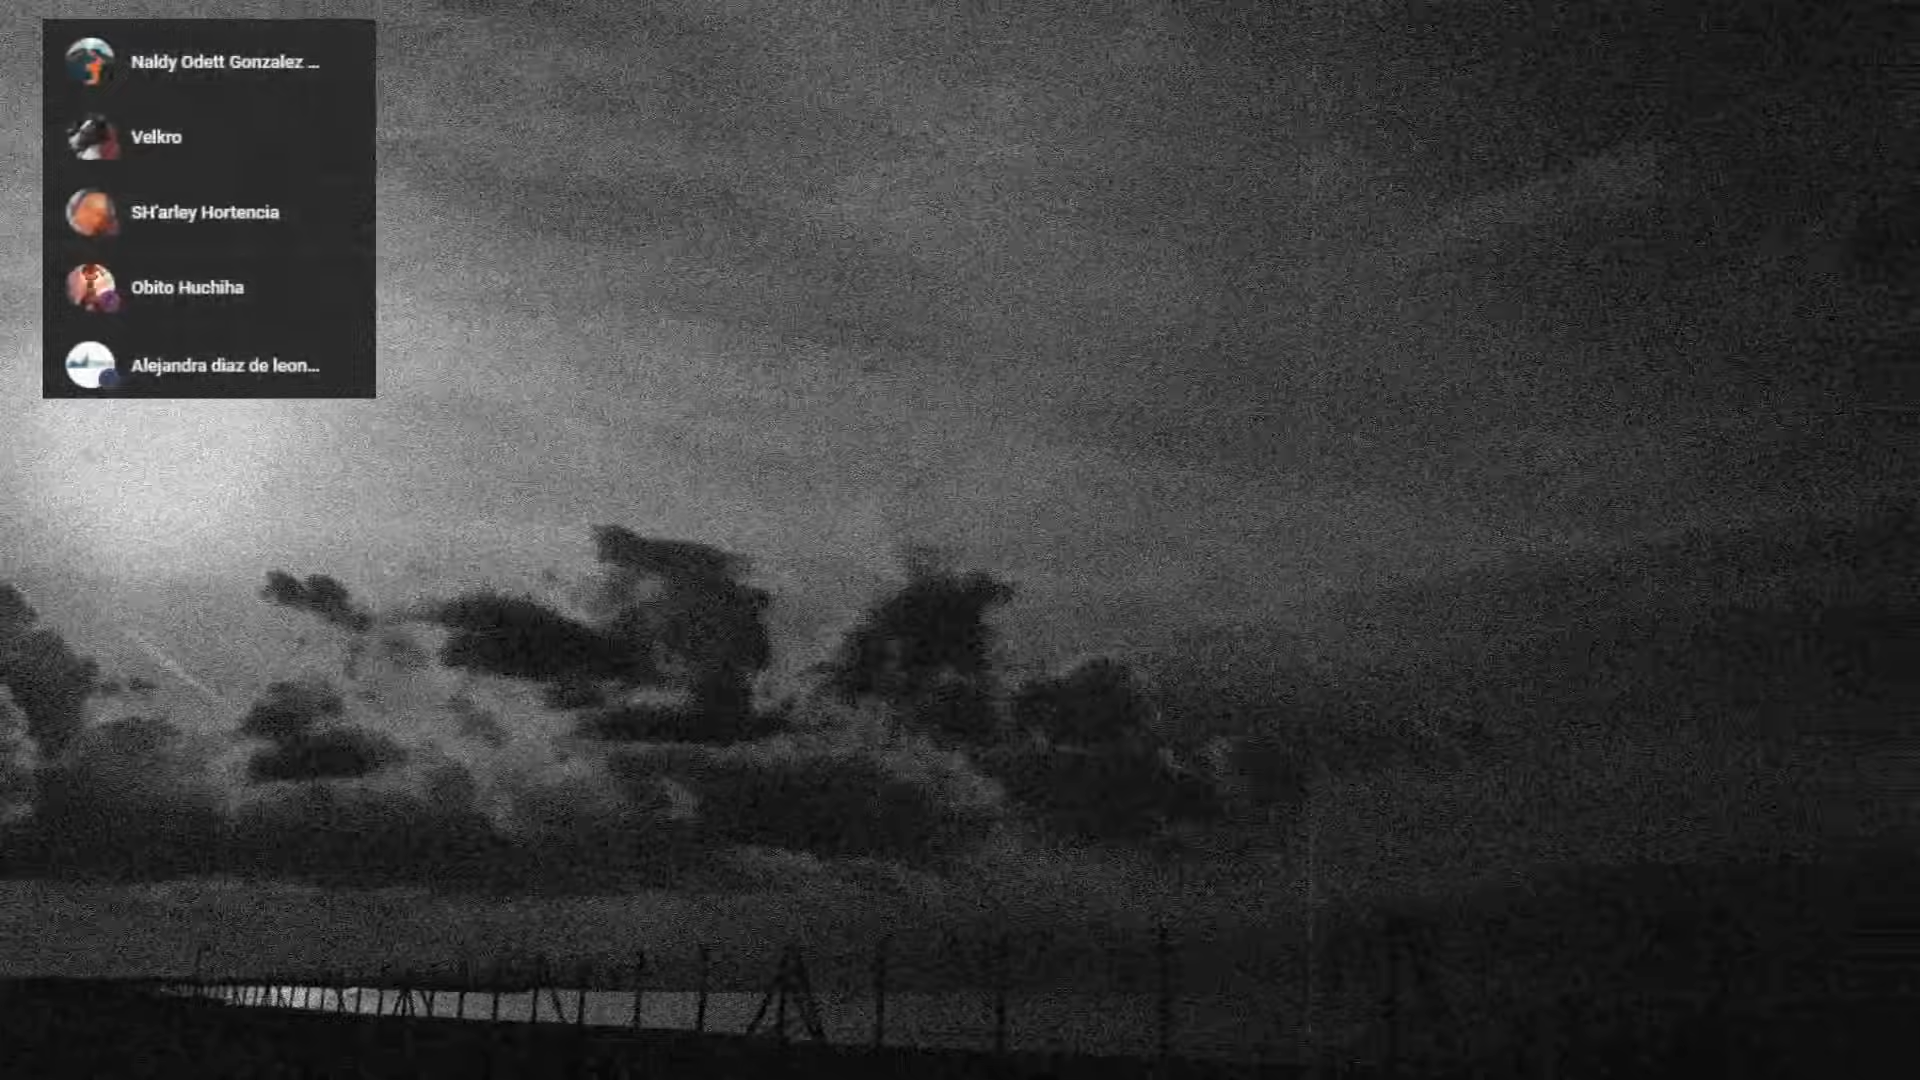 Naldy Odett Gonzalez ...
Velkro
SH'arley Hortencia
Obito Huchiha
Alejandra diaz de leon...